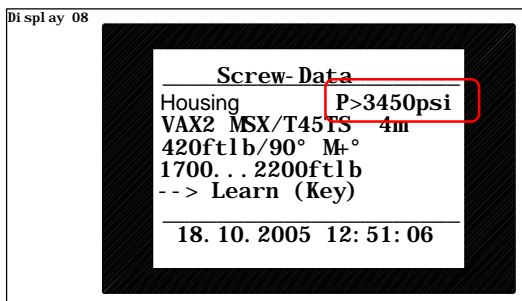 Display 08
Screw-Data
Housing P>3450psi
VAX2 MSX/T45TS 4m
420ftlb/90° M+°
1700...2200ftlb
--> Learn (Key)
18.10.2005 12:51:06